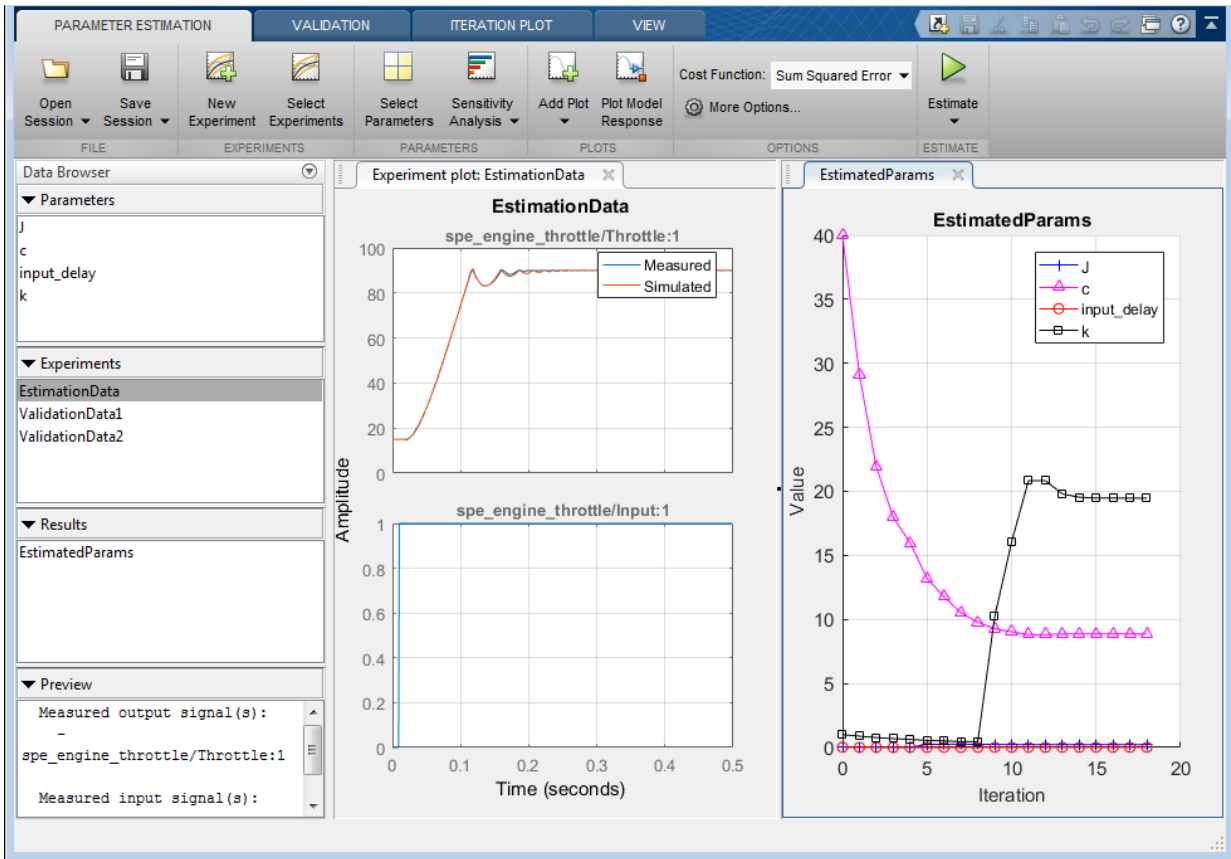 PARAMETER ESTIMATION VALIDATION ITERATION PLOT VIEW
Open Session Save Session New Experiment Select Experiments Select Parameters Sensitivity Analysis Add Plot Plot Model Response
Cost Function: Sum Squared Error
More Options...
Estimate
FILE EXPERIMENTS PARAMETERS PLOTS OPTIONS ESTIMATE
Data Browser
Parameters
J
c
input_delay
k
Experiments
EstimationData
ValidationData1
ValidationData2
Results
EstimatedParams
Preview
Measured output signal(s):
-
spe_engine_throttle/Throttle:1
Measured input signal(s):
Experiment plot: EstimationData
EstimationData
spe_engine_throttle/Throttle:1
100
80
60
40
20
0
Measured
Simulated
Amplitude
spe_engine_throttle/Input:1
1
0.8
0.6
0.4
0.2
0
0 0.1 0.2 0.3 0.4 0.5
Time (seconds)
EstimatedParams
EstimatedParams
J
c
input_delay
k
40
35
30
25
20
15
10
5
0
Value
0 5 10 15 20
Iteration